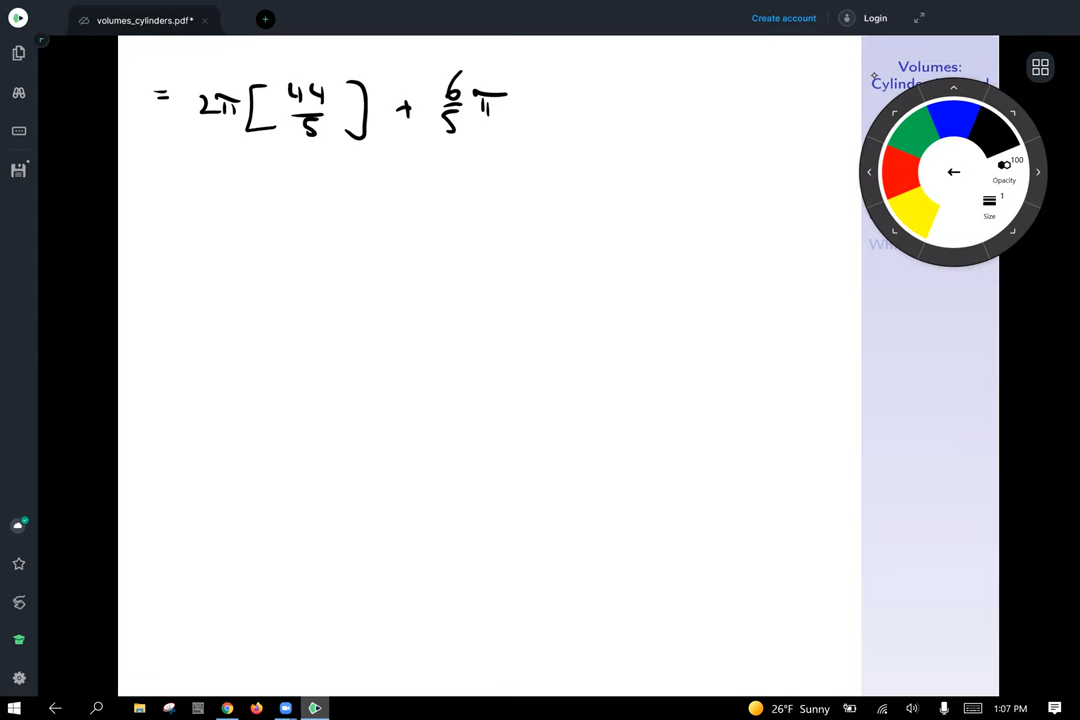 volumes_cylinders.pdf* ×
+
Create account
Login
= 2π[44/5] + 6/5 π
Volumes:
100
Opacity
1
Size
26°F Sunny
1:07 PM